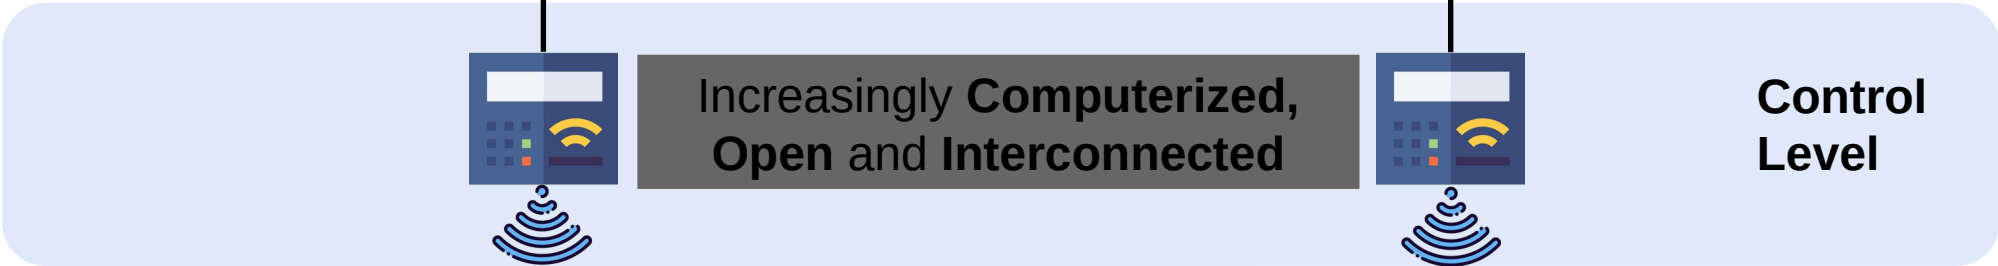 Increasingly Computerized,
Open and Interconnected
Control
Level